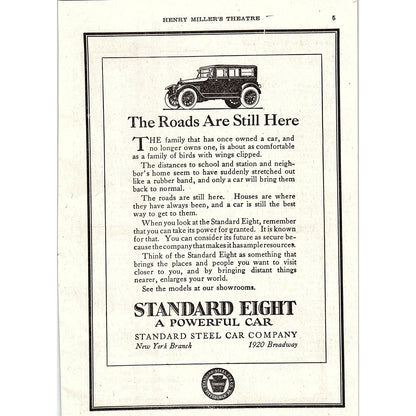 HENRY MILLER'S THEATRE 5
The Roads Are Still Here
THE family that has once owned a car, and
no longer owns one, is about as comfortable
as a family of birds with wings clipped.
The distances to school and station and neigh-
bor's home seem to have suddenly stretched out
like a rubber band, and only a car will bring them
back to normal.
The roads are still here. Houses are where
they have always been, and a car is still the best
way to get to them.
When you look at the Standard Eight, remember
that you can take its power for granted. It is known
for that. You can consider its future as secure be-
cause the company that makes it has ample resources.
Think of the Standard Eight as something that
brings the places and people you want to visit
closer to you, and by bringing distant things
nearer, enlarges your world.
See the models at our showrooms.
STANDARD EIGHT
A POWERFUL CAR
STANDARD STEEL CAR COMPANY
New York Branch 1920 Broadway